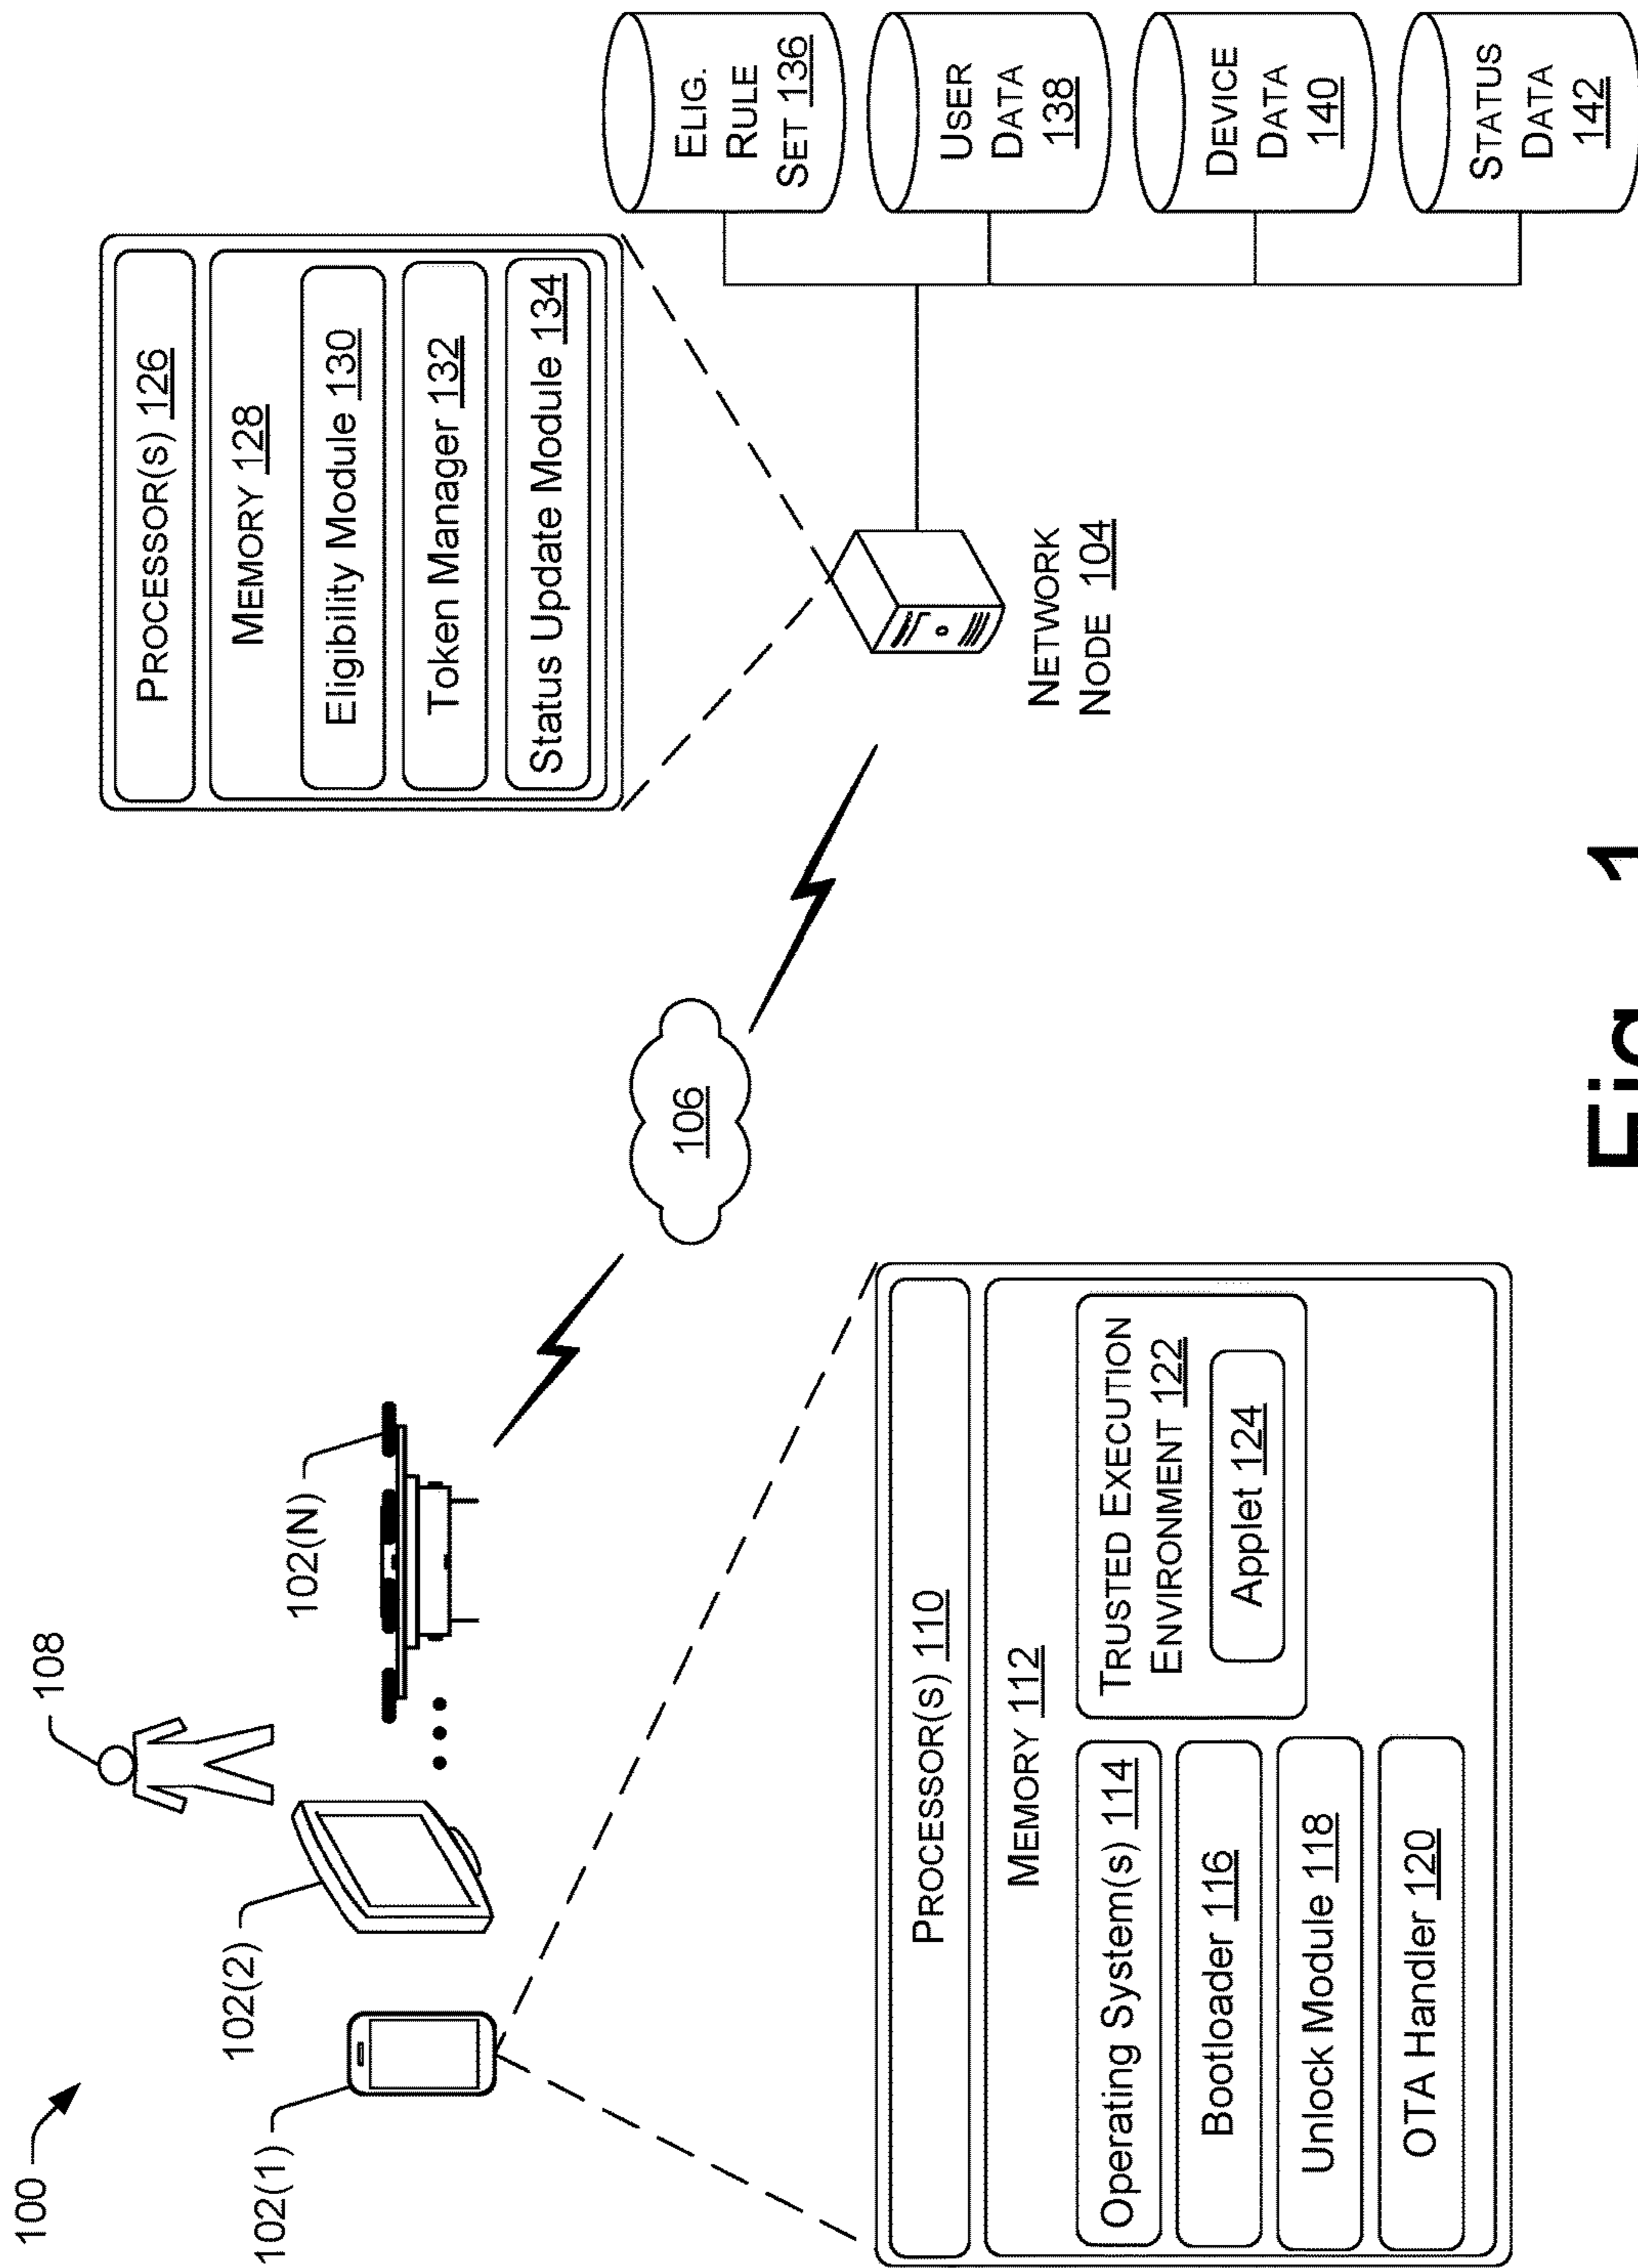 100
102(1)
102(2)
108
102(N)
106
PROCESSOR(S) 110
MEMORY 112
Operating System(s) 114
Bootloader 116
Unlock Module 118
OTA Handler 120
TRUSTED EXECUTION
ENVIRONMENT 122
Applet 124
PROCESSOR(S) 126
MEMORY 128
Eligibility Module 130
Token Manager 132
Status Update Module 134
NETWORK
NODE 104
ELIG.
RULE
SET 136
USER
DATA
138
DEVICE
DATA
140
STATUS
DATA
142
Fig. 1